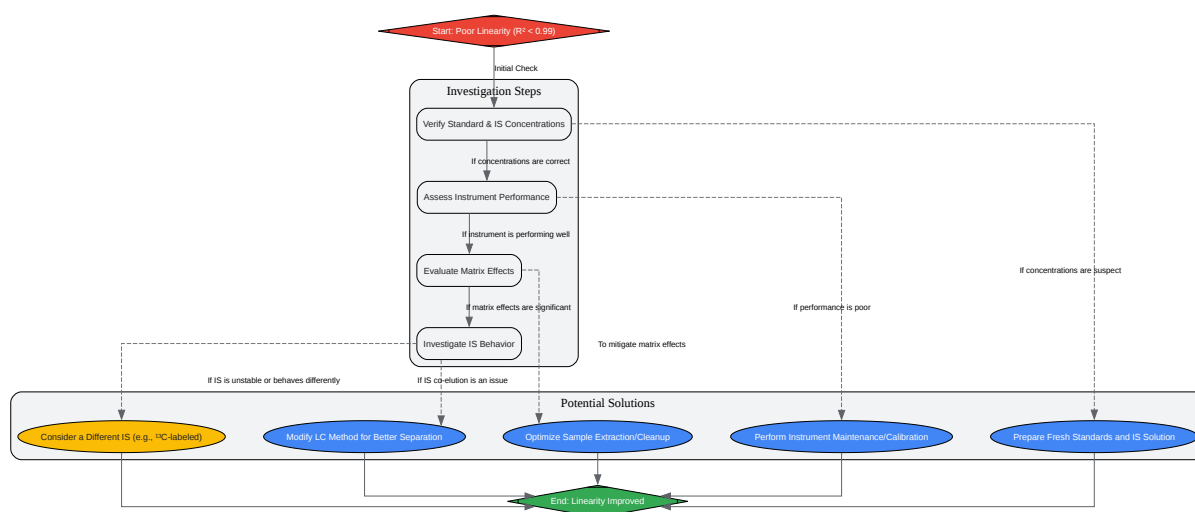 Start: Poor Linearity (R² < 0.99)
Initial Check
Investigation Steps
Verify Standard & IS Concentrations
If concentrations are correct
Assess Instrument Performance
If instrument is performing well
Evaluate Matrix Effects
If concentrations are suspect
If matrix effects are significant
If performance is poor
Investigate IS Behavior
To mitigate matrix effects
If IS is unstable or behaves differently
If IS co-elution is an issue
Potential Solutions
Consider a Different IS (e.g., ¹³C-labeled)
Modify LC Method for Better Separation
Optimize Sample Extraction/Cleanup
Perform Instrument Maintenance/Calibration
Prepare Fresh Standards and IS Solution
End: Linearity Improved